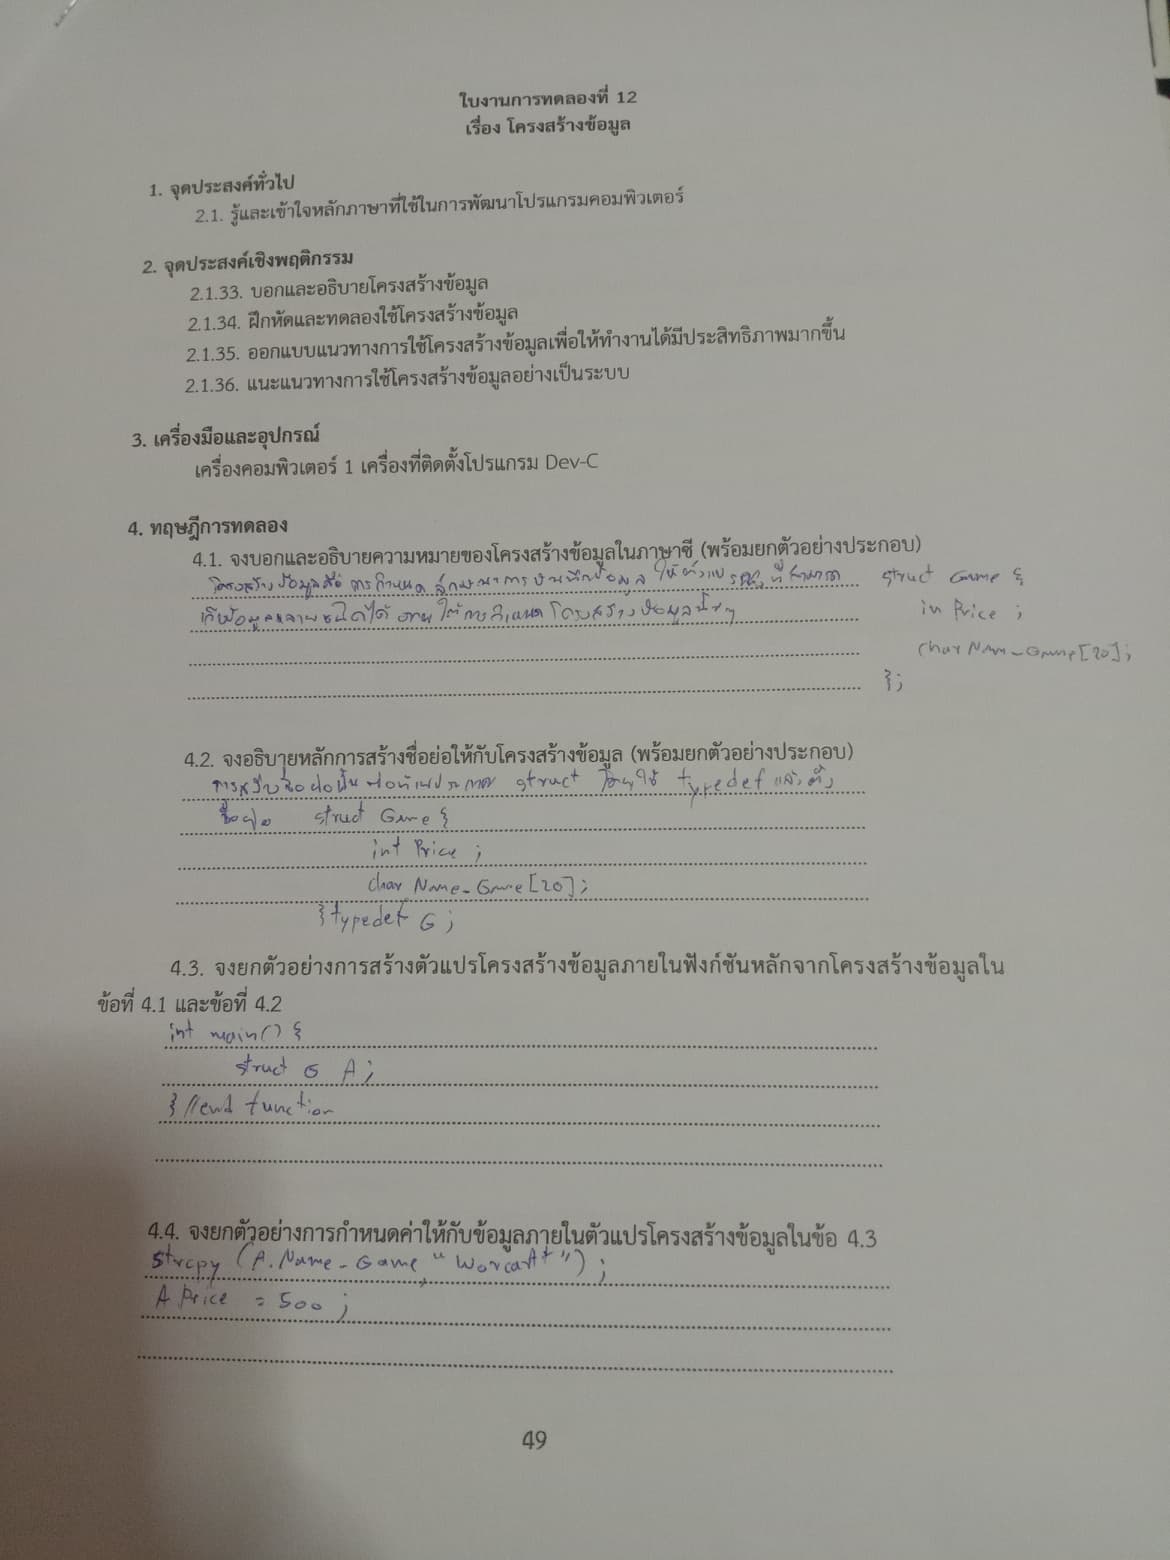 ใบงานการทดลองที่ 12
เรื่อง โครงสร้างข้อมูล
1. จุดประสงค์ทั่วไป
2.1. รู้และเข้าใจหลักภาษาที่ใช้ในการพัฒนาโปรแกรมคอมพิวเตอร์
2. จุดประสงค์เชิงพฤติกรรม
2.1.33. บอกและอธิบายโครงสร้างข้อมูล
2.1.34. ฝึกหัดและทดลองใช้โครงสร้างข้อมูล
2.1.35. ออกแบบแนวทางการใช้โครงสร้างข้อมูลเพื่อให้ทำงานได้มีประสิทธิภาพมากขึ้น
2.1.36. แนะแนวทางการใช้โครงสร้างข้อมูลอย่างเป็นระบบ
3. เครื่องมือและอุปกรณ์
เครื่องคอมพิวเตอร์ 1 เครื่องที่ติดตั้งโปรแกรม Dev-C
4. ทฤษฎีการทดลอง
4.1. จงบอกและอธิบายความหมายของโครงสร้างข้อมูลในภาษาซี (พร้อมยกตัวอย่างประกอบ)
โครงสร้างข้อมูลคือ การกำหนด ลักษณะการ ข้อมูล ให้ตัวแปร ที่สามารถ
เก็บข้อมูลหลายชนิดได้ ภายใต้การกำหนดโครงสร้างข้อมูลนั้นๆ
struct Game {
in Price ;
char Name_Game[20];
};
4.2. จงอธิบายหลักการสร้างชื่อย่อให้กับโครงสร้างข้อมูล (พร้อมยกตัวอย่างประกอบ)
การสร้างชื่อย่อนั้น struct โดยใช้ typedef แล้วตั้ง
ชื่อย่อ struct Game {
int Price ;
char Name_Game[20];
} typedef G ;
4.3. จงยกตัวอย่างการสร้างตัวแปรโครงสร้างข้อมูลภายในฟังก์ชันหลักจากโครงสร้างข้อมูลใน
ข้อที่ 4.1 และข้อที่ 4.2
int main() {
struct G A;
} //end function
4.4. จงยกตัวอย่างการกำหนดค่าให้กับข้อมูลภายในตัวแปรโครงสร้างข้อมูลในข้อ 4.3
strcpy (A.Name_Game, " ");
A Price = 500 ;
49